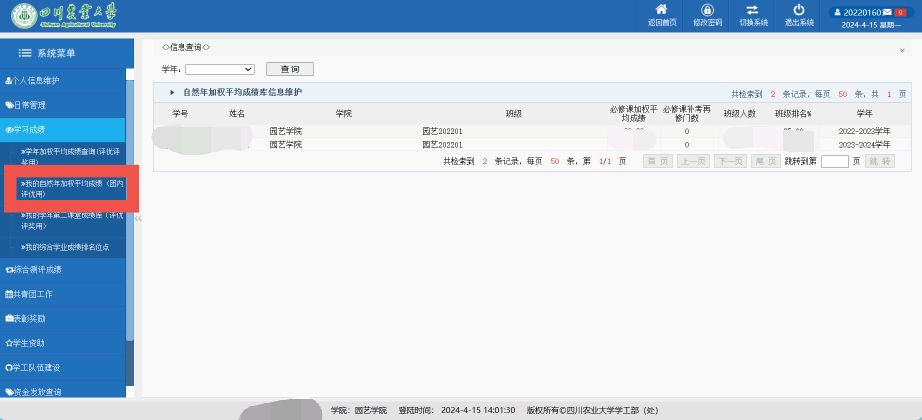 四川农业大学
Sichuan Agricultural University
返回首页 修改密码 切换系统 退出系统
20220160 0
2024-4-15 星期一
系统菜单
◇信息查询◇
个人信息维护
学年: 查询
日常管理
自然年加权平均成绩库信息维护 共检索到 2 条记录，每页 50 条，共 1 页
学习成绩
学号 姓名 学院 班级 必修课加权平均成绩 必修课补考再修门数 班级人数 班级排名% 学年
园艺学院 园艺202201 0 2022-2023学年
园艺学院 园艺202201 0 2023-2024学年
共检索到 2 条记录，每页 50 条，第 1/1 页 首 页 上一页 下一页 尾 页 跳转到第 页 跳 转
»学年加权平均成绩查询(评优评
奖用)
»我的自然年加权平均成绩（团内
评优用）
»我的学年第二课堂成绩库（评优
评奖用）
»我的综合学业成绩排名位点
综合测评成绩
共青团工作
表彰奖励
学生资助
学工队伍建设
资金发放查询
学院: 园艺学院 登陆时间: 2024-4-15 14:01:30 版权所有©四川农业大学学工部（处）